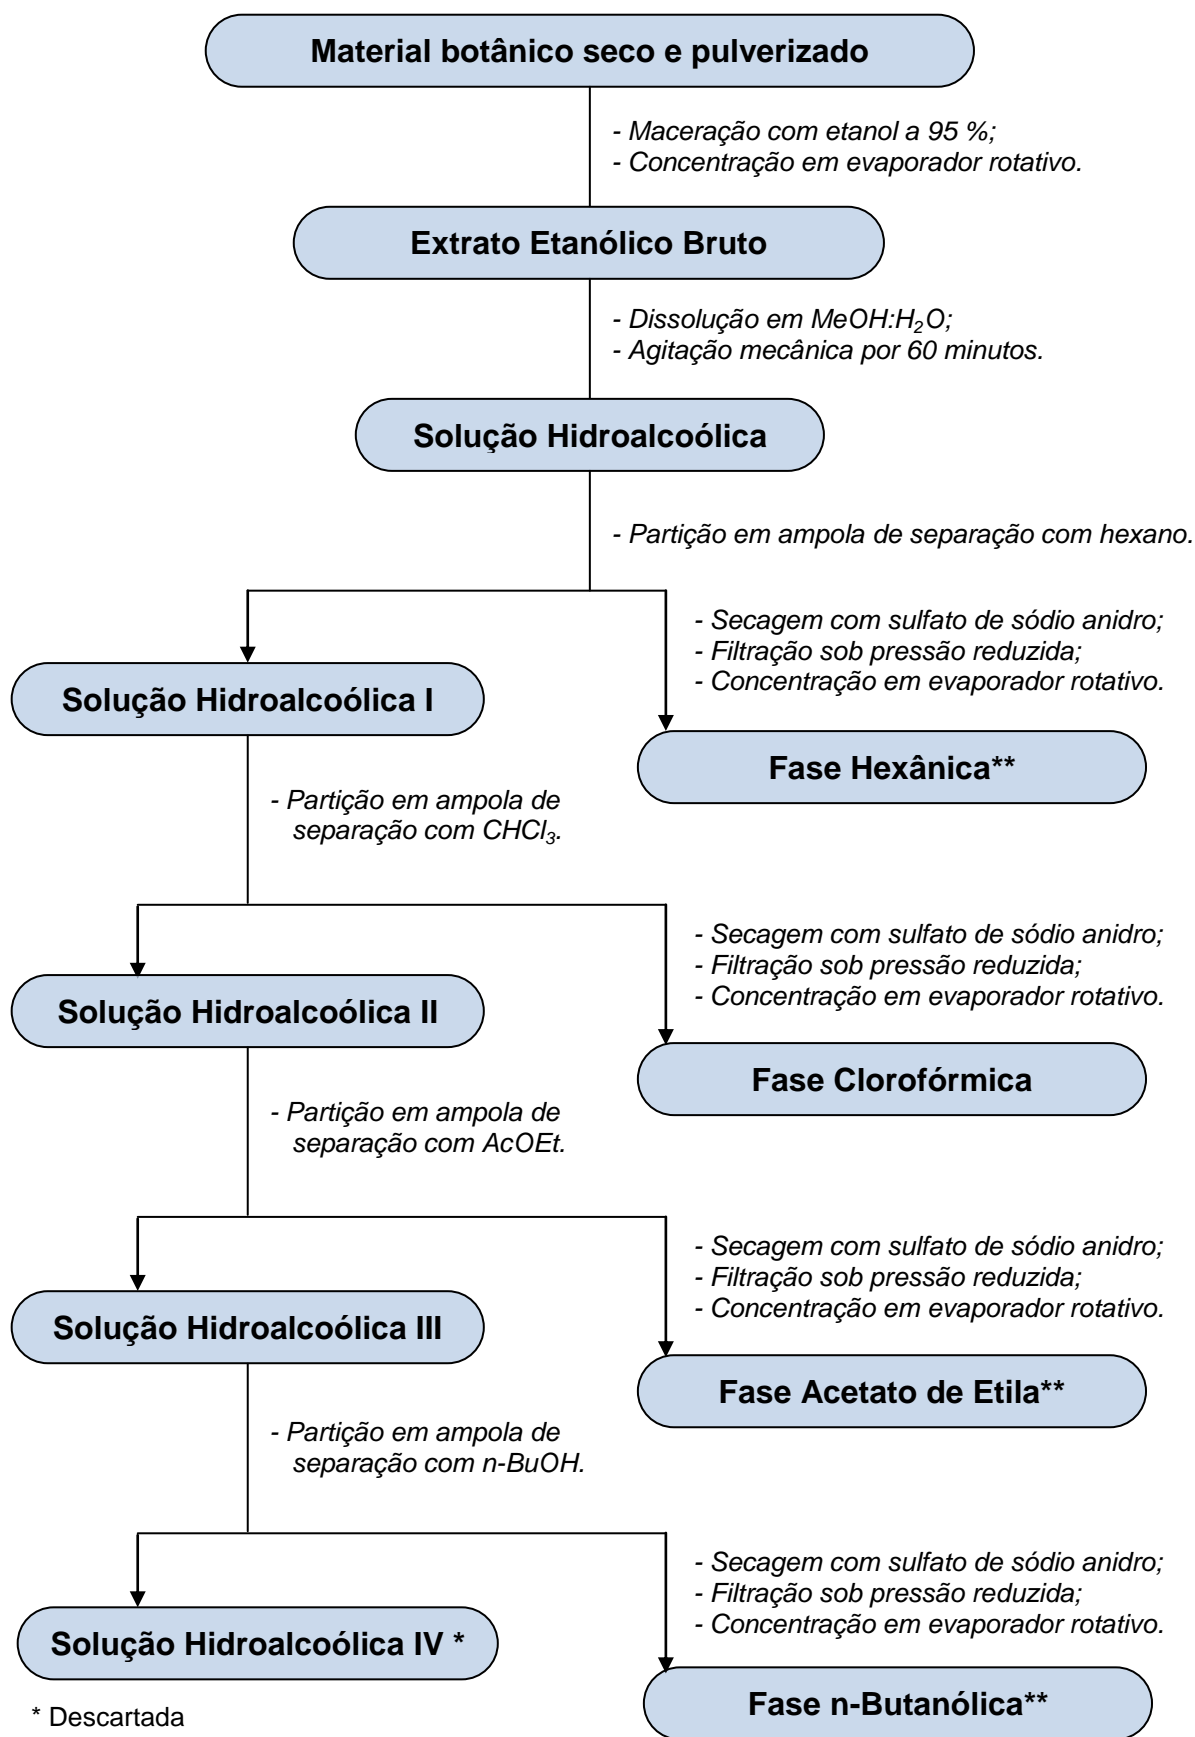 Material botânico seco e pulverizado
- Maceração com etanol a 95 %;
- Concentração em evaporador rotativo.
Extrato Etanólico Bruto
- Dissolução em MeOH:H₂O;
- Agitação mecânica por 60 minutos.
Solução Hidroalcoólica
- Partição em ampola de separação com hexano.
- Secagem com sulfato de sódio anidro;
- Filtração sob pressão reduzida;
- Concentração em evaporador rotativo.
Solução Hidroalcoólica I
Fase Hexânica**
- Partição em ampola de
separação com CHCl₃.
- Secagem com sulfato de sódio anidro;
- Filtração sob pressão reduzida;
- Concentração em evaporador rotativo.
Solução Hidroalcoólica II
Fase Clorofórmica
- Partição em ampola de
separação com AcOEt.
- Secagem com sulfato de sódio anidro;
- Filtração sob pressão reduzida;
- Concentração em evaporador rotativo.
Solução Hidroalcoólica III
Fase Acetato de Etila**
- Partição em ampola de
separação com n-BuOH.
- Secagem com sulfato de sódio anidro;
- Filtração sob pressão reduzida;
- Concentração em evaporador rotativo.
Solução Hidroalcoólica IV *
Fase n-Butanólica**
* Descartada